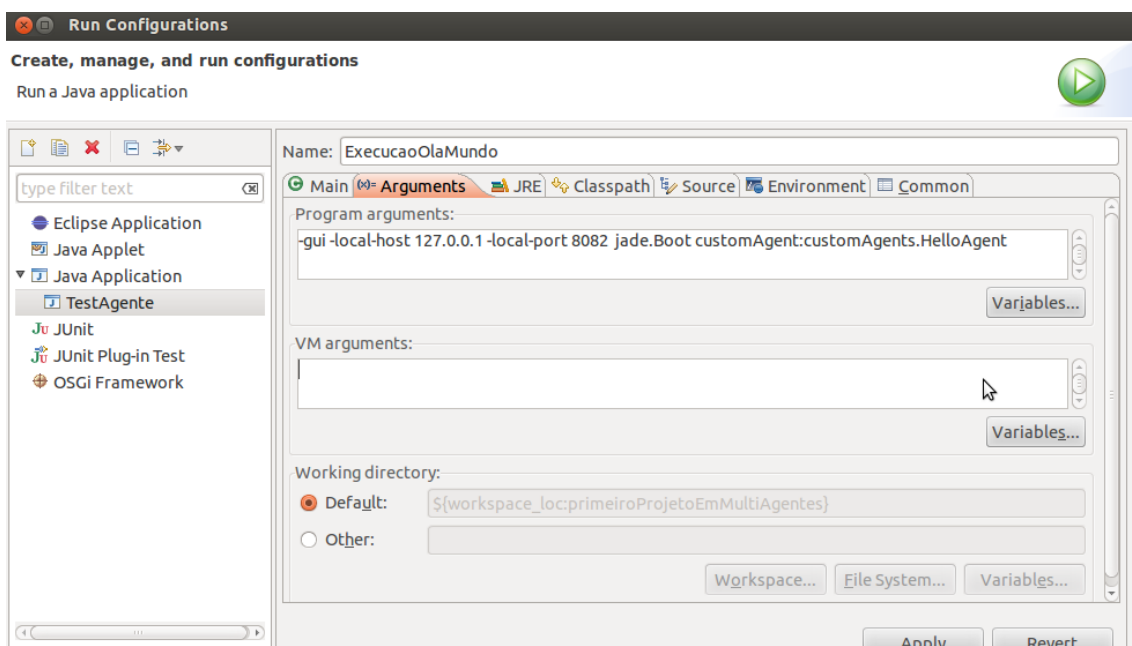 Run Configurations
Create, manage, and run configurations
Run a Java application
type filter text
Eclipse Application
Java Applet
Java Application
TestAgente
JUnit
JUnit Plug-in Test
OSGi Framework
Name: ExecucaoOlaMundo
Main (x)= Arguments JRE Classpath Source Environment Common
Program arguments:
-gui -local-host 127.0.0.1 -local-port 8082 jade.Boot customAgent:customAgents.HelloAgent
Variables...
VM arguments:
Variables...
Working directory:
Default: ${workspace_loc:primeiroProjetoEmMultiAgentes}
Other:
Workspace... File System... Variables...
Apply Revert